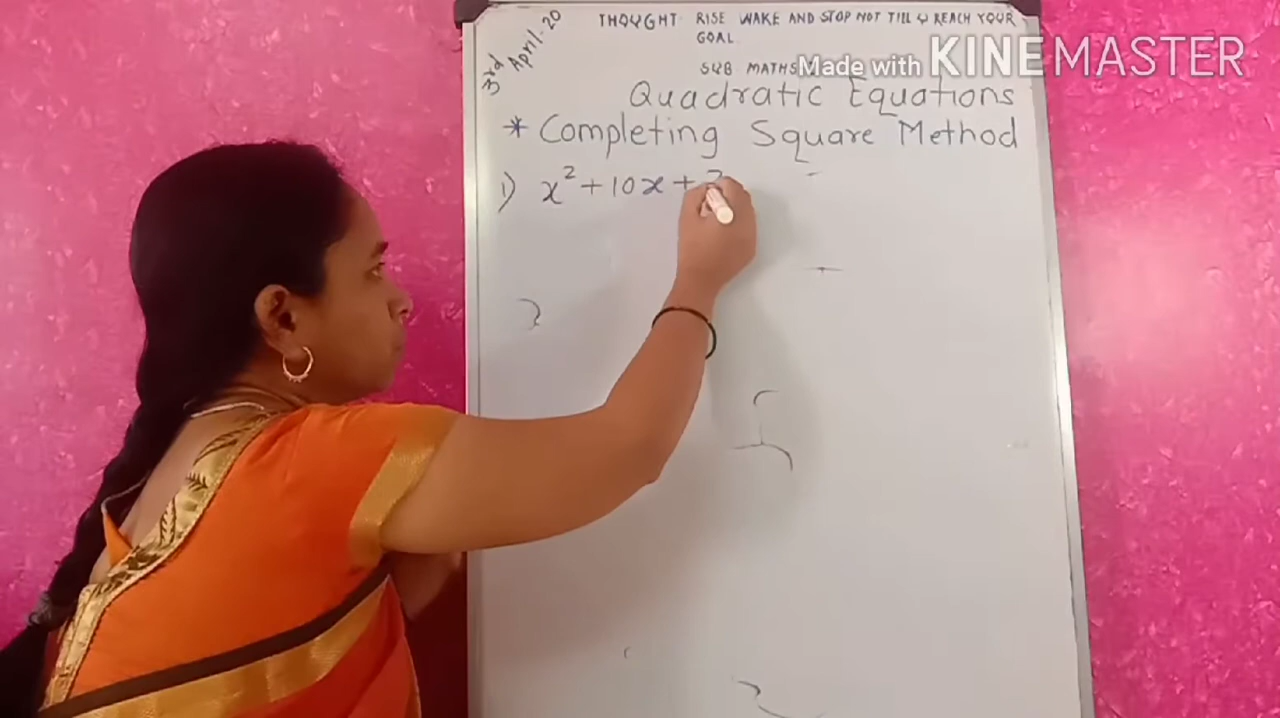 3rd April-20
THOUGHT RISE WAKE AND STOP NOT TILL U REACH YOUR
GOAL
SUB MATHS
Made with KINEMASTER
Quadratic Equations
* Completing Square Method
1) x² + 10x +